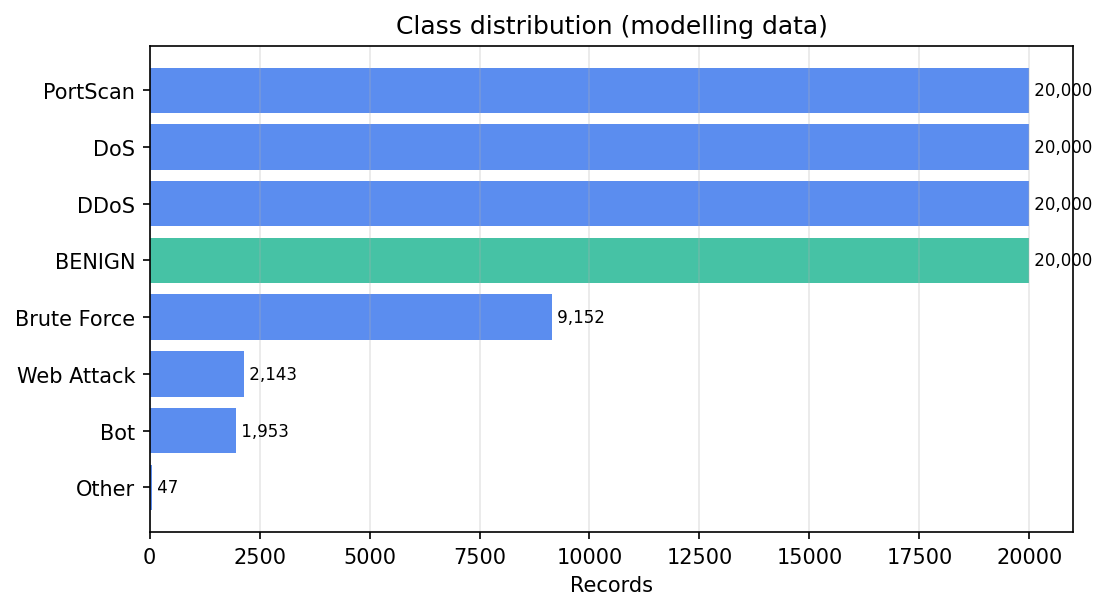 Class distribution (modelling data)
PortScan 20,000
DoS 20,000
DDoS 20,000
BENIGN 20,000
Brute Force 9,152
Web Attack 2,143
Bot 1,953
Other 47
0 2500 5000 7500 10000 12500 15000 17500 20000
Records